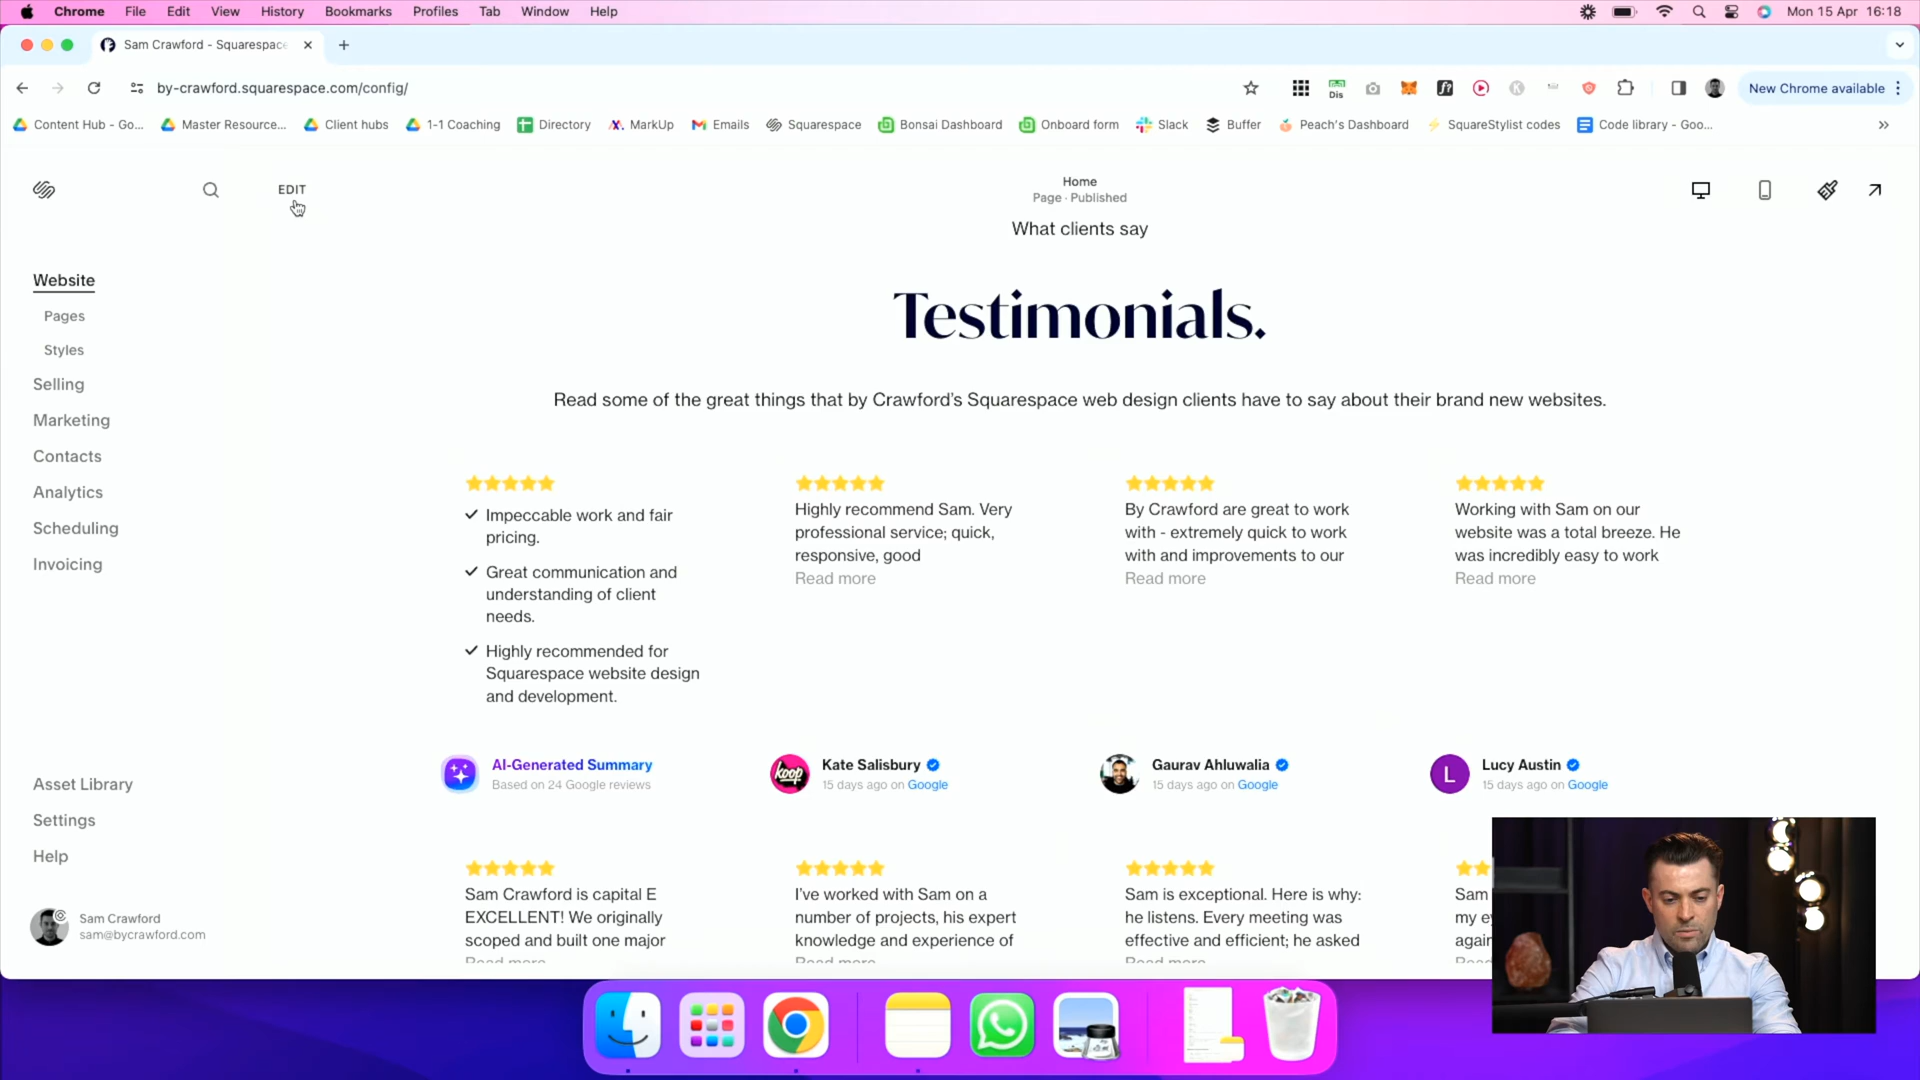 Chrome File Edit View History Bookmarks Profiles Tab Window Help Mon 15 Apr 16:18
Sam Crawford - Squarespace
by-crawford.squarespace.com/config/
Dis
New Chrome available
Content Hub - Go... Master Resource... Client hubs 1-1 Coaching Directory MarkUp Emails Squarespace Bonsai Dashboard Onboard form Slack Buffer Peach's Dashboard SquareStylist codes Code library - Goo...
EDIT
Home
Page · Published
Website
Pages
Styles
Selling
Marketing
Contacts
Analytics
Scheduling
Invoicing
Asset Library
Settings
Help
Sam Crawford
sam@bycrawford.com
What clients say
Testimonials.
Read some of the great things that by Crawford's Squarespace web design clients have to say about their brand new websites.
Impeccable work and fair
pricing.
Great communication and
understanding of client
needs.
Highly recommended for
Squarespace website design
and development.
AI-Generated Summary
Based on 24 Google reviews
Highly recommend Sam. Very
professional service; quick,
responsive, good
Read more
koop
Kate Salisbury
15 days ago on Google
By Crawford are great to work
with - extremely quick to work
with and improvements to our
Read more
Gaurav Ahluwalia
15 days ago on Google
Working with Sam on our
website was a total breeze. He
was incredibly easy to work
Read more
L
Lucy Austin
15 days ago on Google
Sam Crawford is capital E
EXCELLENT! We originally
scoped and built one major
Read more
I've worked with Sam on a
number of projects, his expert
knowledge and experience of
Read more
Sam is exceptional. Here is why:
he listens. Every meeting was
effective and efficient; he asked
Read more
Sam
my
again